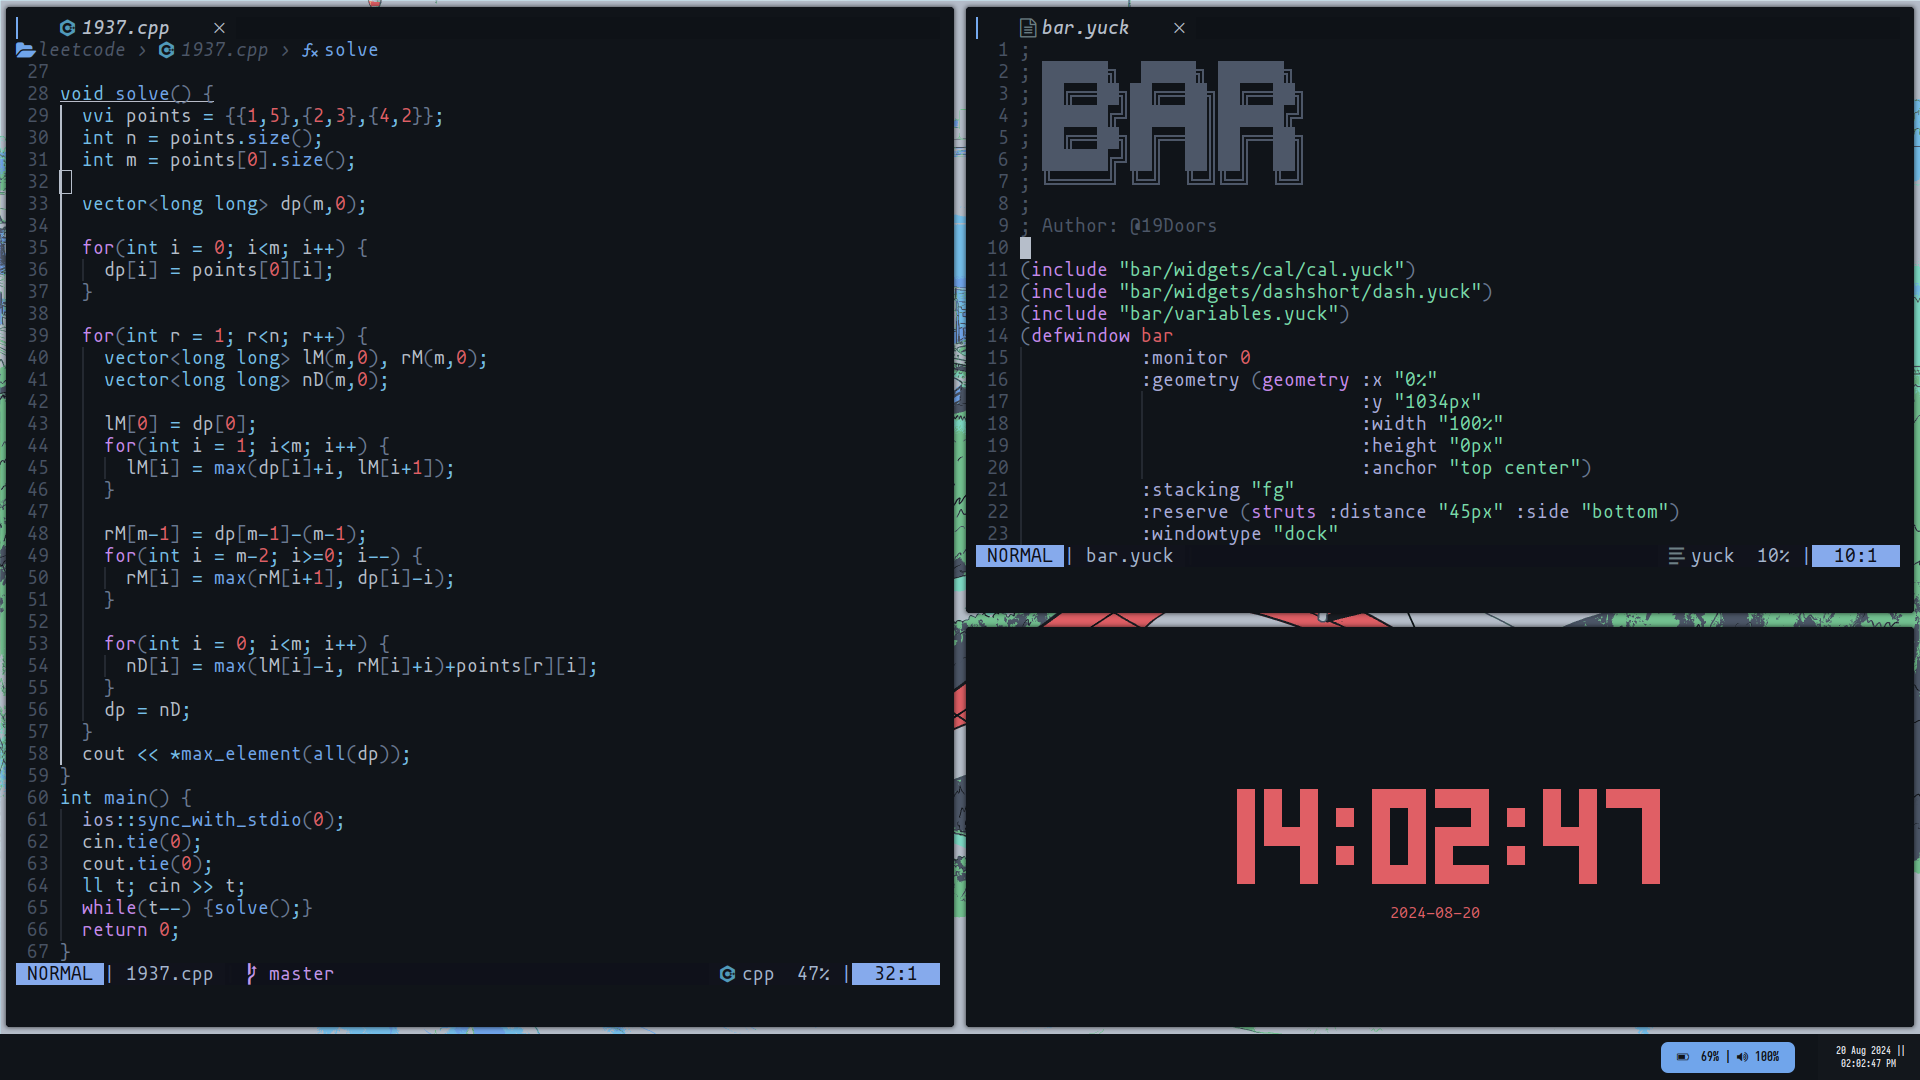 1937.cpp ×
leetcode › 1937.cpp › fx solve
27
28 void solve() {
29 vvi points = {{1,5},{2,3},{4,2}};
30 int n = points.size();
31 int m = points[0].size();
32
33 vector<long long> dp(m,0);
34
35 for(int i = 0; i<m; i++) {
36 dp[i] = points[0][i];
37 }
38
39 for(int r = 1; r<n; r++) {
40 vector<long long> lM(m,0), rM(m,0);
41 vector<long long> nD(m,0);
42
43 lM[0] = dp[0];
44 for(int i = 1; i<m; i++) {
45 lM[i] = max(dp[i]+i, lM[i+1]);
46 }
47
48 rM[m-1] = dp[m-1]-(m-1);
49 for(int i = m-2; i>=0; i--) {
50 rM[i] = max(rM[i+1], dp[i]-i);
51 }
52
53 for(int i = 0; i<m; i++) {
54 nD[i] = max(lM[i]-i, rM[i]+i)+points[r][i];
55 }
56 dp = nD;
57 }
58 cout << *max_element(all(dp));
59 }
60 int main() {
61 ios::sync_with_stdio(0);
62 cin.tie(0);
63 cout.tie(0);
64 ll t; cin >> t;
65 while(t--) {solve();}
66 return 0;
67 }
NORMAL | 1937.cpp master cpp 47% | 32:1
bar.yuck ×
1 ;
2 ;
3 ;
4 ; BAR
5 ;
6 ;
7 ;
8 ;
9 ; Author: @19Doors
10
11 (include "bar/widgets/cal/cal.yuck")
12 (include "bar/widgets/dashshort/dash.yuck")
13 (include "bar/variables.yuck")
14 (defwindow bar
15 :monitor 0
16 :geometry (geometry :x "0%"
17 :y "1034px"
18 :width "100%"
19 :height "0px"
20 :anchor "top center")
21 :stacking "fg"
22 :reserve (struts :distance "45px" :side "bottom")
23 :windowtype "dock"
NORMAL | bar.yuck yuck 10% | 10:1
14:02:47
2024-08-20
69% | 100%
20 Aug 2024 ||
02:02:47 PM